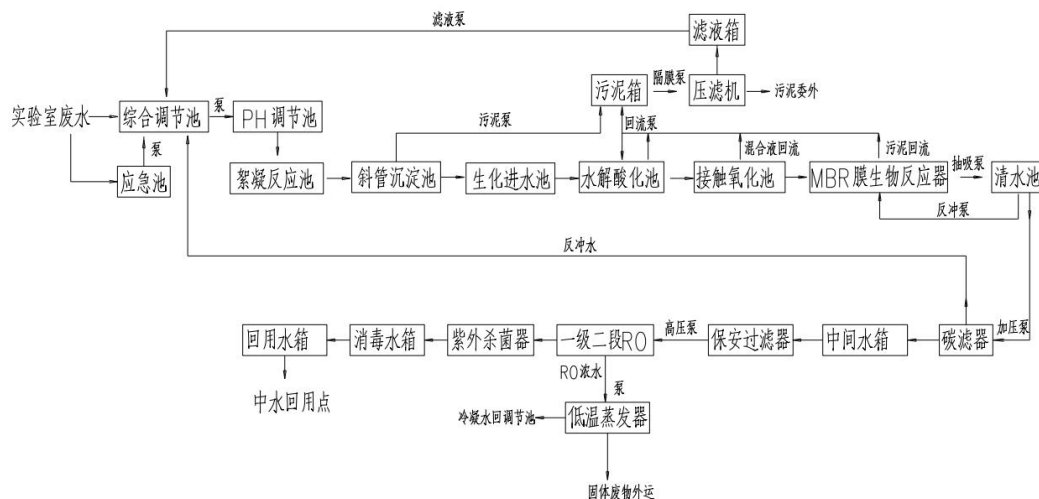 滤液泵
滤液箱
污泥箱
隔膜泵
压滤机
污泥委外
实验室废水
综合调节池
泵
PH调节池
污泥泵
回流泵
泵
混合液回流
污泥回流
应急池
絮凝反应池
斜管沉淀池
生化进水池
水解酸化池
接触氧化池
MBR膜生物反应器
抽吸泵
清水池
反冲泵
反冲水
回用水箱
消毒水箱
紫外杀菌器
一级二段RO
高压泵
保安过滤器
中间水箱
碳滤器
加压泵
RO浓水
泵
中水回用点
冷凝水回调节池
低温蒸发器
固体废物外运